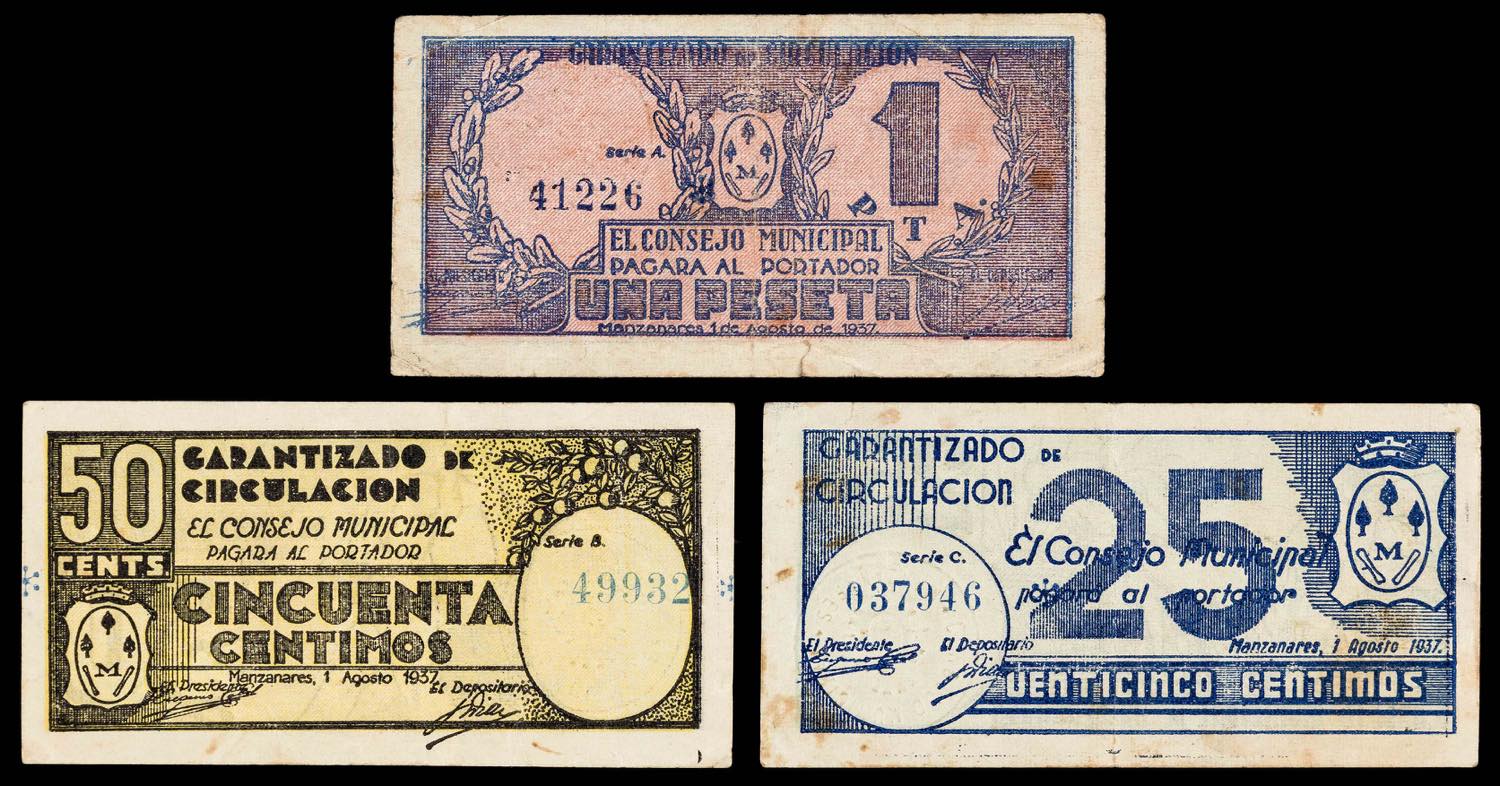 GARANTIZADO DE CIRCULACION
1
Serie A.
M
41226
PTA.
EL CONSEJO MUNICIPAL
PAGARA AL PORTADOR
UNA PESETA
Manzanares 1 de Agosto de 1937
50
CENTS.
GARANTIZADO DE
CIRCULACION
EL CONSEJO MUNICIPAL
PAGARA AL PORTADOR
Serie B.
49932
CINCUENTA
CENTIMOS
M
Manzanares, 1 Agosto 1937
El Presidente
El Depositario
GARANTIZADO DE
CIRCULACION
25
Serie C.
037946
El Consejo Municipal
pagara al portador
M
El Presidente
El Depositario
Manzanares, 1 Agosto 1937.
VENTICINCO CENTIMOS